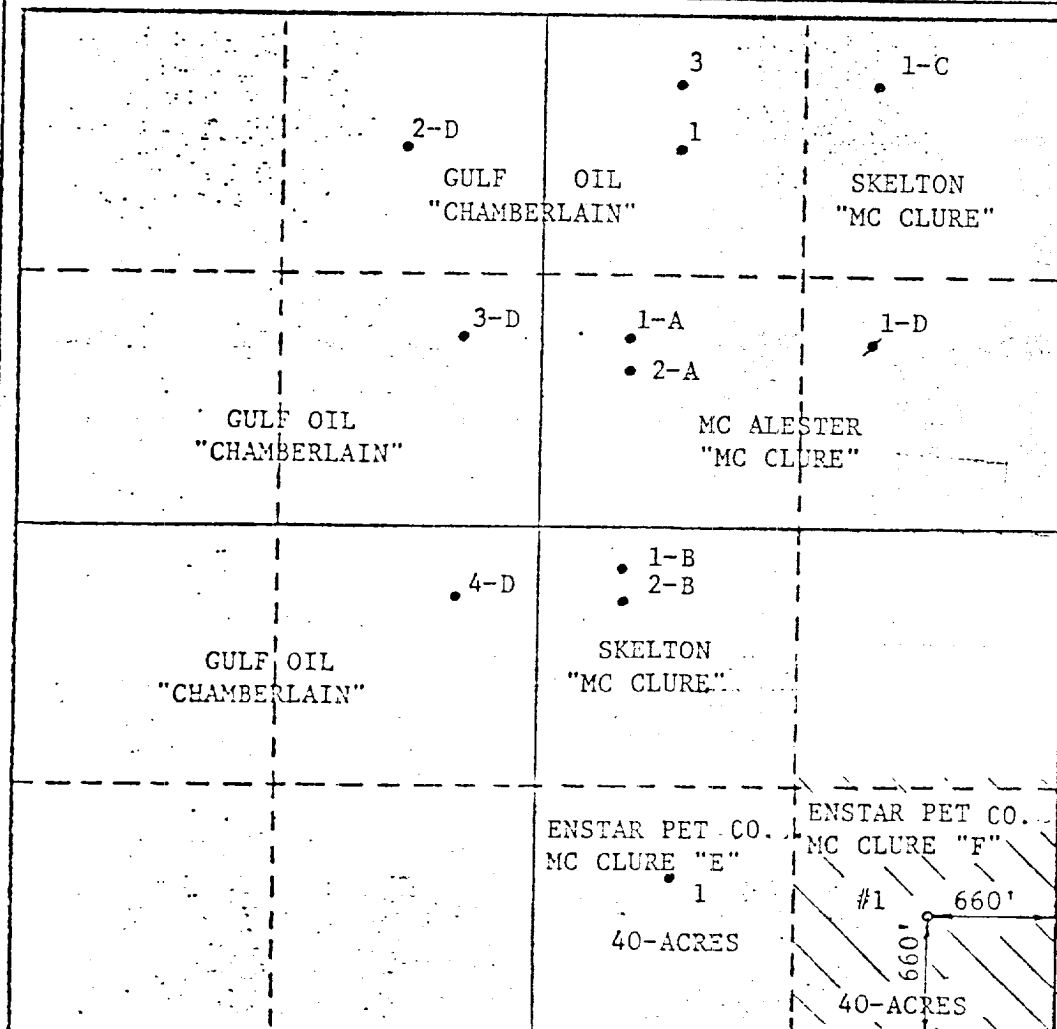 3
1-C
2-D
1
GULF OIL
"CHAMBERLAIN"
SKELTON
"MC CLURE"
3-D
1-A
1-D
2-A
GULF OIL
"CHAMBERLAIN"
MC ALESTER
"MC CLURE"
4-D
1-B
2-B
GULF OIL
"CHAMBERLAIN"
SKELTON
"MC CLURE"
ENSTAR PET CO.
MC CLURE "E"
1
40-ACRES
ENSTAR PET CO.
MC CLURE "F"
#1
660'
660'
40-ACRES